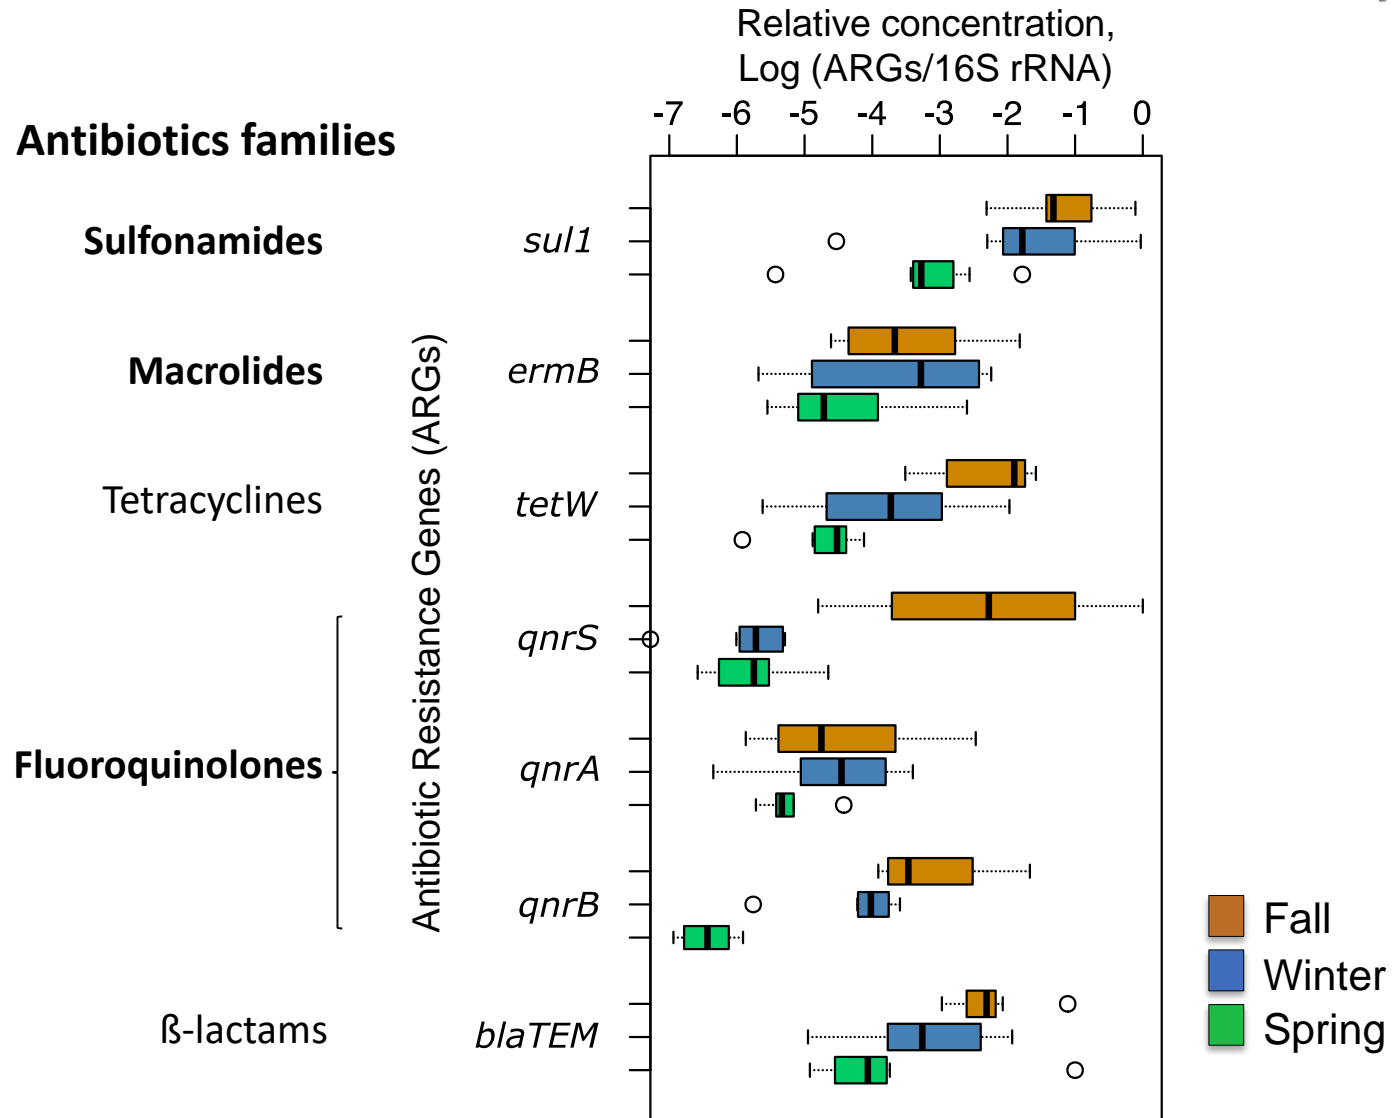 Relative concentration,
Log (ARGs/16S rRNA)
-7 -6 -5 -4 -3 -2 -1 0
Antibiotics families
Antibiotic Resistance Genes (ARGs)
Sulfonamides sul1
Macrolides ermB
Tetracyclines tetW
qnrS
Fluoroquinolones qnrA
qnrB
ß-lactams blaTEM
Fall
Winter
Spring